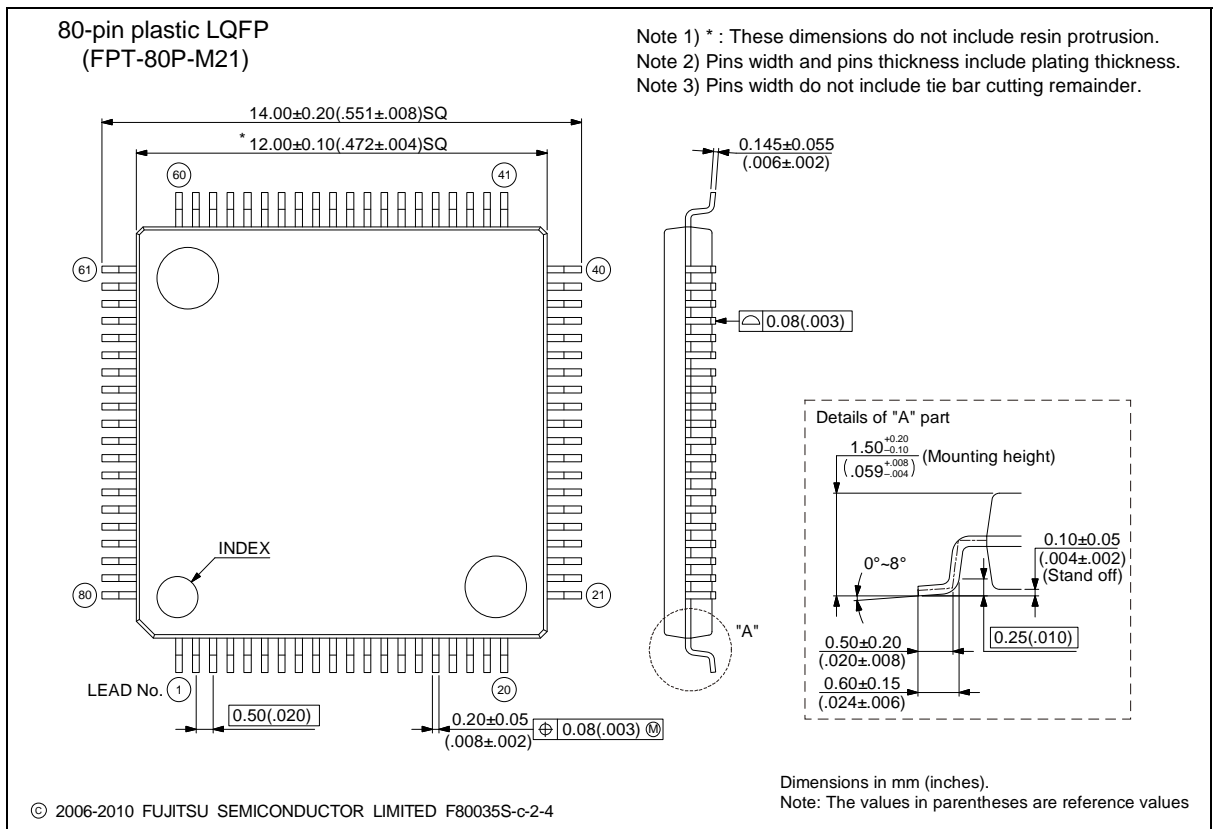 80-pin plastic LQFP
(FPT-80P-M21)
Note 1) * : These dimensions do not include resin protrusion.
Note 2) Pins width and pins thickness include plating thickness.
Note 3) Pins width do not include tie bar cutting remainder.
14.00±0.20(.551±.008)SQ
* 12.00±0.10(.472±.004)SQ
0.145±0.055
(.006±.002)
60
41
61
40
0.08(.003)
Details of "A" part
1.50 +0.20 –0.10 (Mounting height)
(.059 +.008 –.004)
INDEX
0°~8°
0.10±0.05
(.004±.002)
(Stand off)
80
21
"A"
0.50±0.20
(.020±.008)
0.25(.010)
0.60±0.15
(.024±.006)
LEAD No. 1
20
0.50(.020)
0.20±0.05
(.008±.002)
⌖ 0.08(.003) Ⓜ
Dimensions in mm (inches).
Note: The values in parentheses are reference values
© 2006-2010 FUJITSU SEMICONDUCTOR LIMITED F80035S-c-2-4